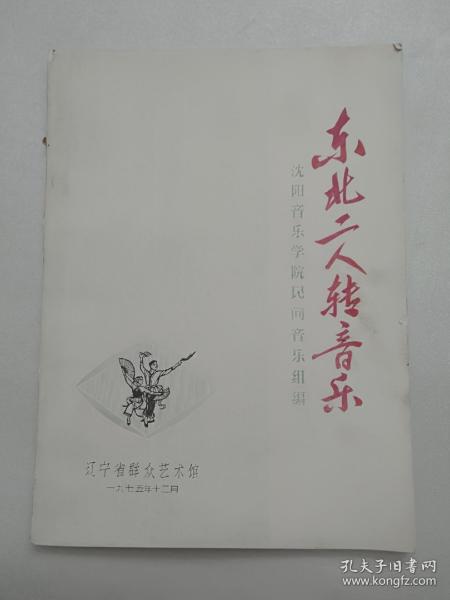 东北二人转音乐
沈阳音乐学院民间音乐组编
辽宁省群众艺术馆
一九七五年十二月
孔夫子旧书网
www.kongfz.com